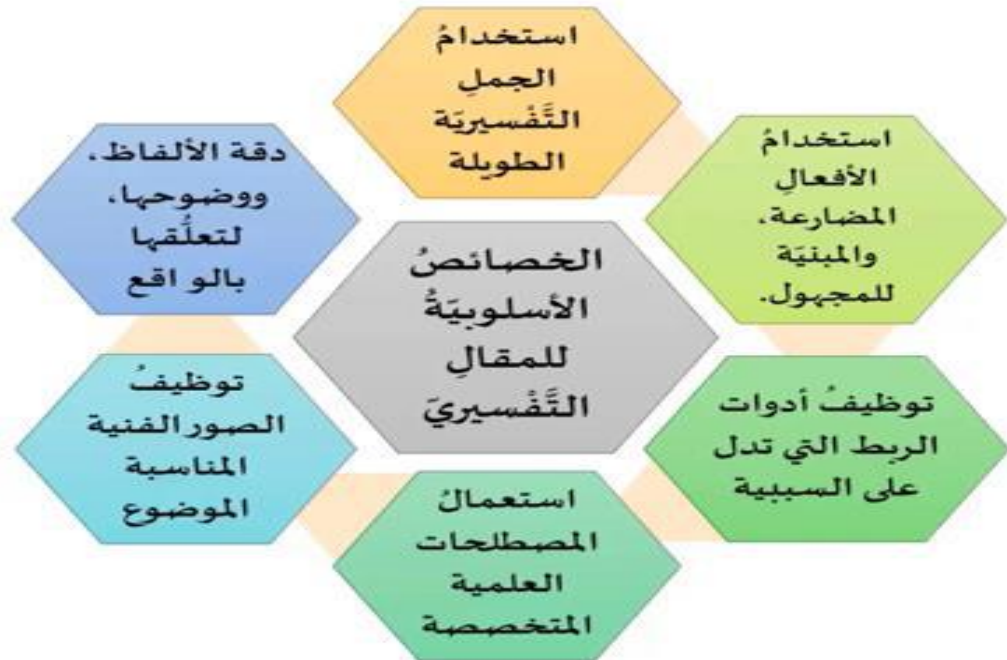 الخصائصُ
الأسلوبيَةُ
للمقالِ
التَّفْسيريَ
استخدامُ
الجملِ
التَّفْسيريَة
الطويلة
استخدامُ
الأفعالِ
المضارعة،
والمبنيَة
للمجهول.
توظيفُ أدوات
الربط التي تدل
على السببية
استعمالُ
المصطلحات
العلمية
المتخصصة
توظيفُ
الصور الفنية
المناسبة
الموضوع
دقة الألفاظ،
ووضوحها،
لتعلُّقها
بالو اقع